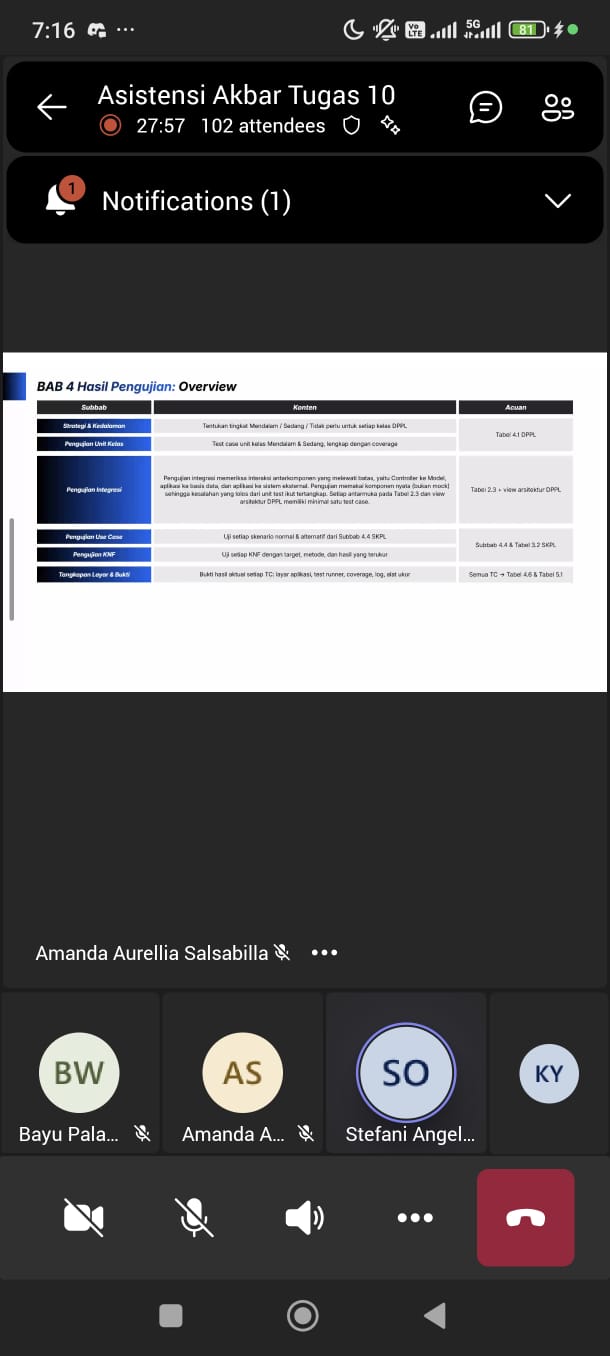 7:16
Vo LTE
5G
81
Asistensi Akbar Tugas 10
27:57 102 attendees
1
Notifications (1)
BAB 4 Hasil Pengujian: Overview
Subbab
Konten
Acuan
Strategi & Kedalaman
Tentukan tingkat Mendalam / Sedang / Tidak perlu untuk setiap kelas DPPL
Tabel 4.1 DPPL
Pengujian Unit Kelas
Test case unit kelas Mendalam & Sedang, lengkap dengan coverage
Pengujian Integrasi
Pengujian integrasi memeriksa interaksi antarkomponen yang melewati batas, yaitu Controller ke Model,
aplikasi ke basis data, dan aplikasi ke sistem eksternal. Pengujian memakai komponen nyata (bukan mock)
sehingga kesalahan yang lolos dari unit test ikut tertangkap. Setiap antarmuka pada Tabel 2.3 dan view
arsitektur DPPL memiliki minimal satu test case.
Tabel 2.3 + view arsitektur DPPL
Pengujian Use Case
Uji setiap skenario normal & alternatif dari Subbab 4.4 SKPL
Subbab 4.4 & Tabel 3.2 SKPL
Pengujian KNF
Uji setiap KNF dengan target, metode, dan hasil yang terukur
Tangkapan Layar & Bukti
Bukti hasil aktual setiap TC: layar aplikasi, test runner, coverage, log, alat ukur
Semua TC → Tabel 4.6 & Tabel 5.1
Amanda Aurellia Salsabilla
BW
AS
SO
KY
Bayu Pala...
Amanda A...
Stefani Angel...